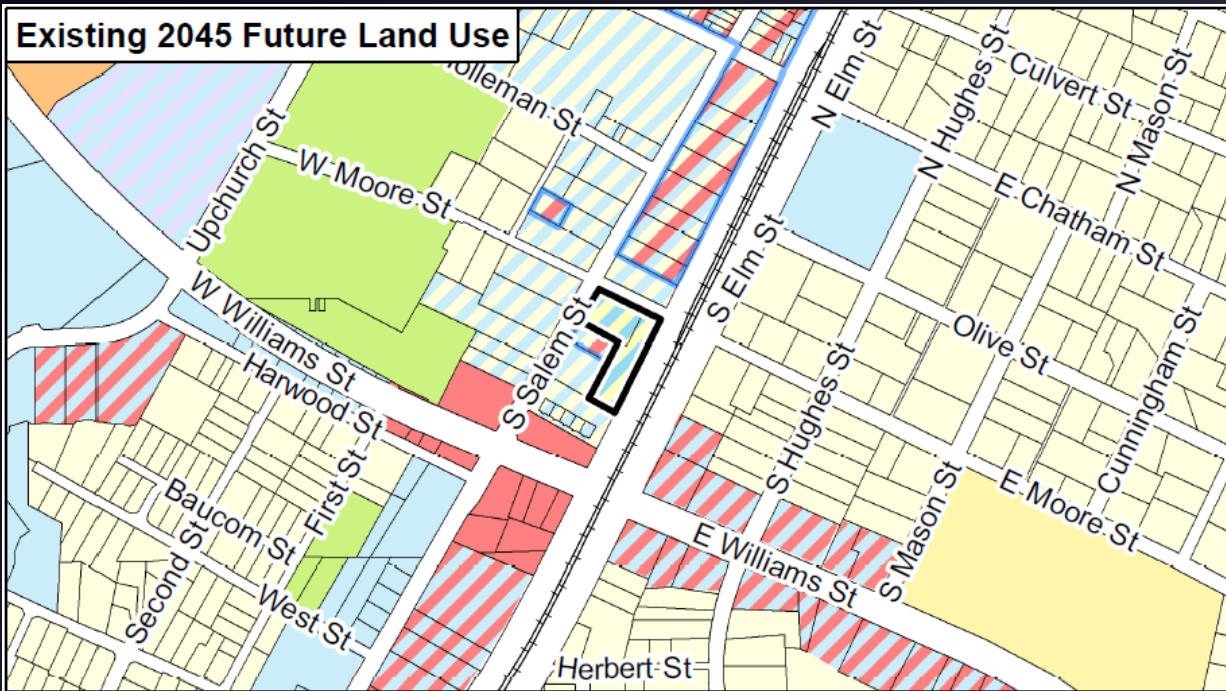 Existing 2045 Future Land Use
Holleman St
N Elm St
N Hughes St
Culvert St
N Mason St
Upchurch St
W Moore St
E Chatham St
S Elm St
W Williams St
S Salem St
Olive St
Harwood St
S Hughes St
Cunningham St
First St
Baucom St
Second St
West St
E Williams St
S Mason St
E Moore St
Herbert St